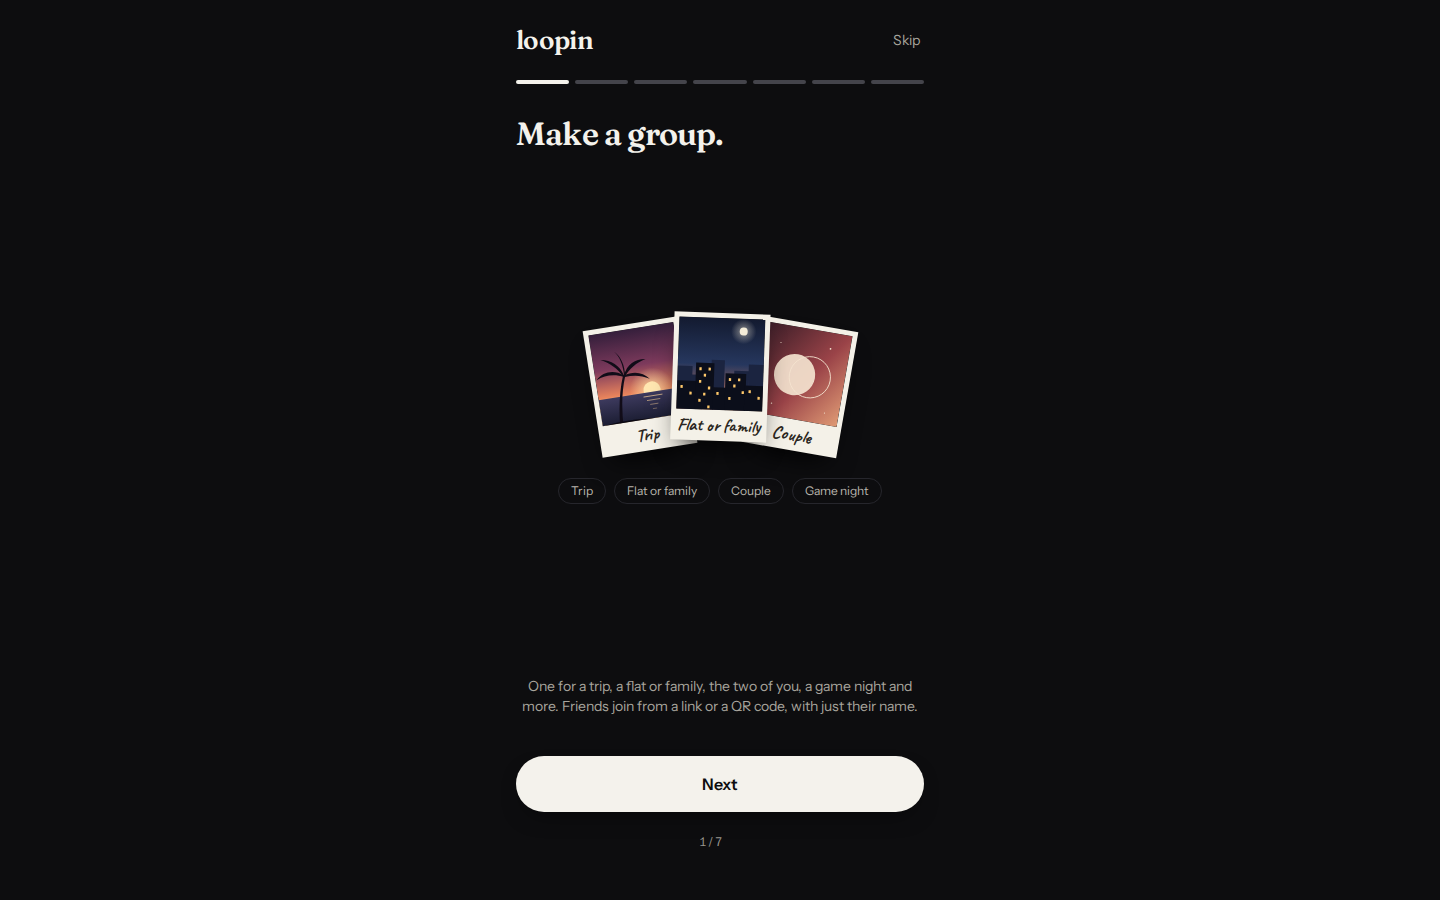 loopin
Skip
Make a group.
Trip
Flat or family
Couple
Trip
Flat or family
Couple
Game night
One for a trip, a flat or family, the two of you, a game night and
more. Friends join from a link or a QR code, with just their name.
Next
1 / 7